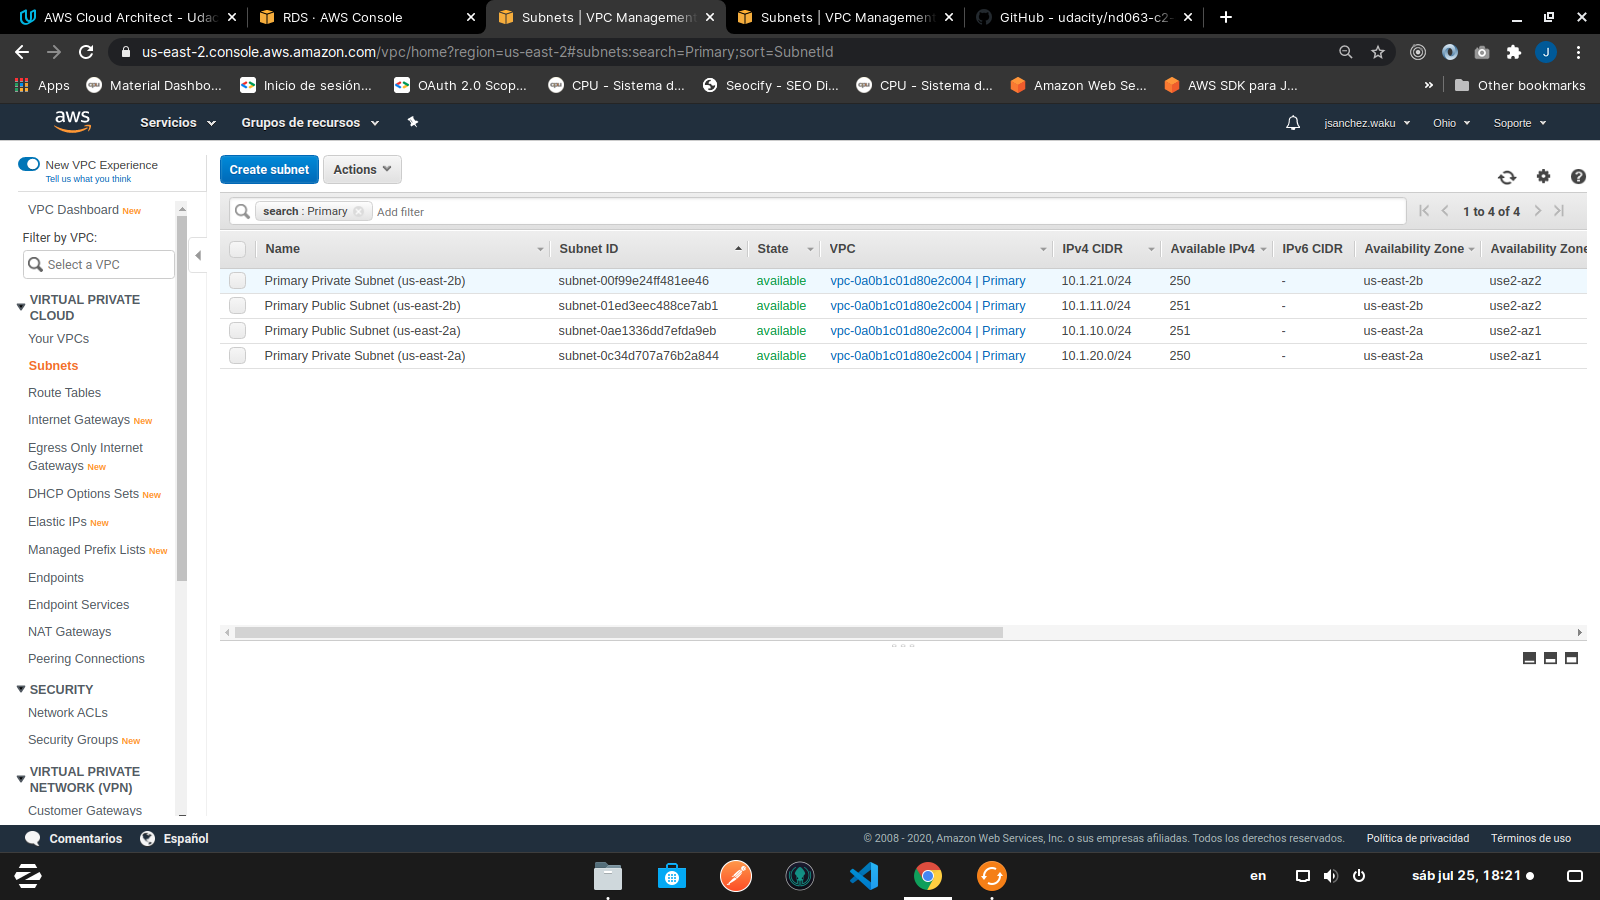 AWS Cloud Architect - Udac
RDS · AWS Console
Subnets | VPC Management
Subnets | VPC Management
GitHub - udacity/nd063-c2-
us-east-2.console.aws.amazon.com/vpc/home?region=us-east-2#subnets:search=Primary;sort=SubnetId
J
Apps
Material Dashbo...
Inicio de sesión...
OAuth 2.0 Scop...
CPU - Sistema d...
Seocify - SEO Di...
CPU - Sistema d...
Amazon Web Se...
AWS SDK para J...
»
Other bookmarks
aws
Servicios
Grupos de recursos
jsanchez.waku
Ohio
Soporte
New VPC Experience
Tell us what you think
VPC Dashboard New
Filter by VPC:
Select a VPC
VIRTUAL PRIVATE
CLOUD
Your VPCs
Subnets
Route Tables
Internet Gateways New
Egress Only Internet
Gateways New
DHCP Options Sets New
Elastic IPs New
Managed Prefix Lists New
Endpoints
Endpoint Services
NAT Gateways
Peering Connections
SECURITY
Network ACLs
Security Groups New
VIRTUAL PRIVATE
NETWORK (VPN)
Customer Gateways
Create subnet
Actions
search : Primary
Add filter
1 to 4 of 4
Name Subnet ID State VPC IPv4 CIDR Available IPv4 IPv6 CIDR Availability Zone Availability Zone
Primary Private Subnet (us-east-2b) subnet-00f99e24ff481ee46 available vpc-0a0b1c01d80e2c004 | Primary 10.1.21.0/24 250 - us-east-2b use2-az2
Primary Public Subnet (us-east-2b) subnet-01ed3eec488ce7ab1 available vpc-0a0b1c01d80e2c004 | Primary 10.1.11.0/24 251 - us-east-2b use2-az2
Primary Public Subnet (us-east-2a) subnet-0ae1336dd7efda9eb available vpc-0a0b1c01d80e2c004 | Primary 10.1.10.0/24 251 - us-east-2a use2-az1
Primary Private Subnet (us-east-2a) subnet-0c34d707a76b2a844 available vpc-0a0b1c01d80e2c004 | Primary 10.1.20.0/24 250 - us-east-2a use2-az1
Comentarios
Español
© 2008 - 2020, Amazon Web Services, Inc. o sus empresas afiliadas. Todos los derechos reservados.
Política de privacidad
Términos de uso
en
sáb jul 25, 18:21